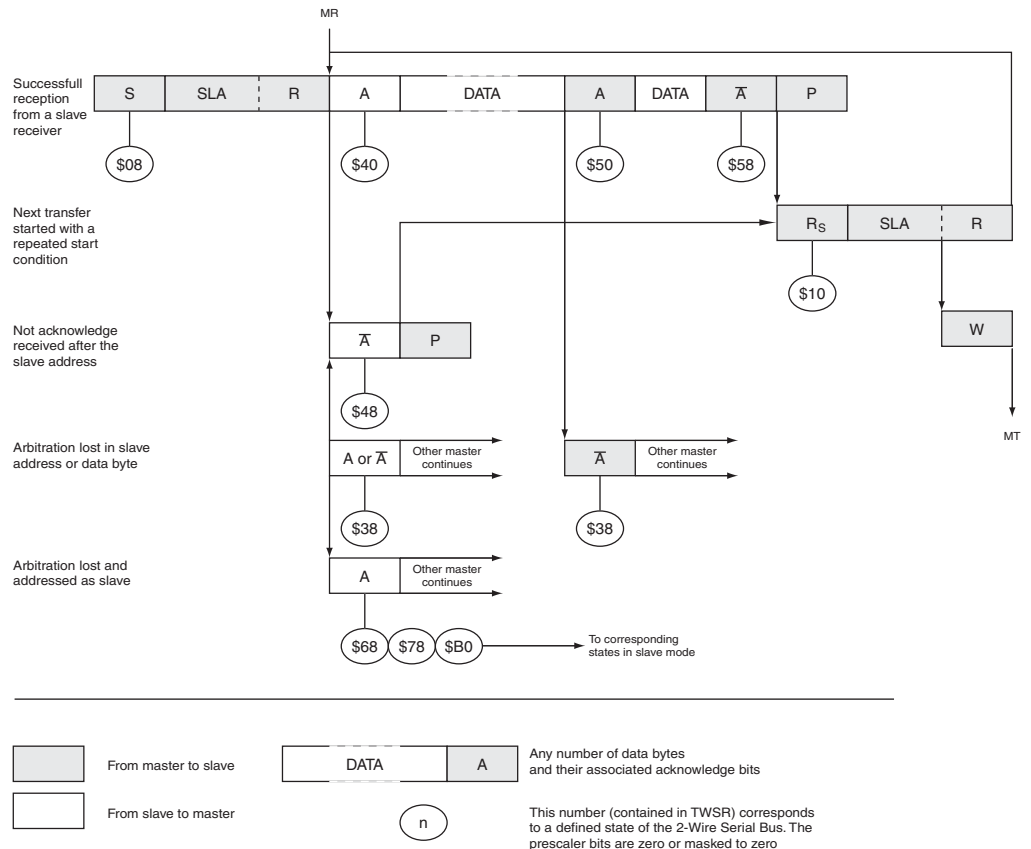 MR
Successfull
reception
from a slave
receiver
S SLA R A DATA A DATA A̅ P
$08 $40 $50 $58
Next transfer
started with a
repeated start
condition
RS SLA R
$10
Not acknowledge
received after the
slave address
A̅ P
W
$48
MT
Arbitration lost in slave
address or data byte
A or A̅
Other master
continues
A̅
Other master
continues
$38 $38
Arbitration lost and
addressed as slave
A
Other master
continues
$68 $78 $B0
To corresponding
states in slave mode
From master to slave
DATA A
Any number of data bytes
and their associated acknowledge bits
From slave to master
n
This number (contained in TWSR) corresponds
to a defined state of the 2-Wire Serial Bus. The
prescaler bits are zero or masked to zero